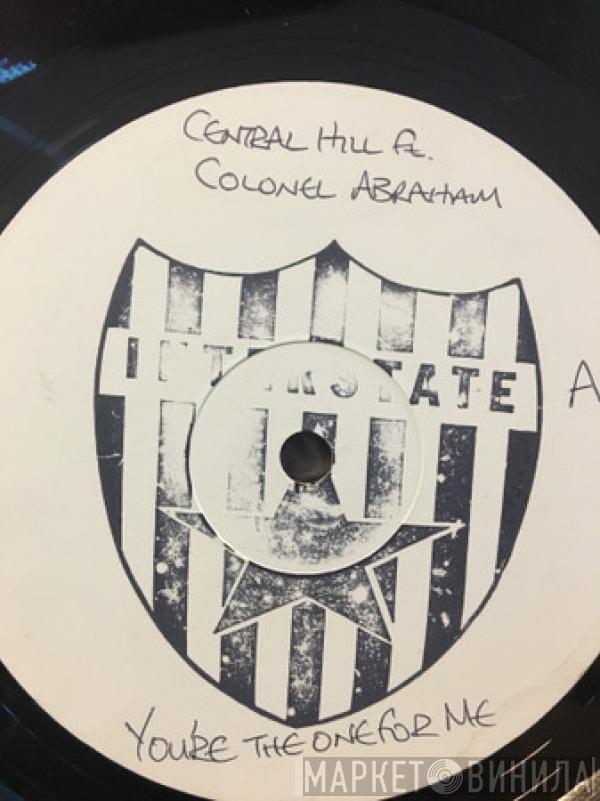 CENTRAL HILL Ft.
COLONEL ABRAHAM
INTERSTATE
A
YOU'RE THE ONE FOR ME
МАРКЕТ ВИНИЛА